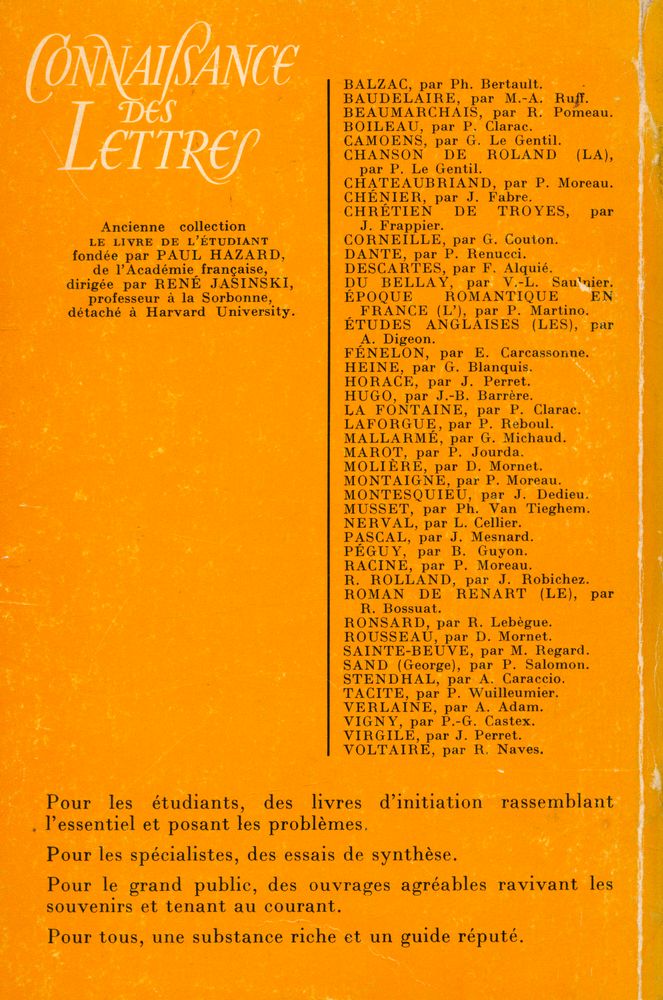 CONNAISSANCE
DES
LETTRES
Ancienne collection
LE LIVRE DE L'ÉTUDIANT
fondée par PAUL HAZARD,
de l'Académie française,
dirigée par RENÉ JASINSKI,
professeur à la Sorbonne,
détaché à Harvard University.
BALZAC, par Ph. Bertault.
BAUDELAIRE, par M.-A. Ruff.
BEAUMARCHAIS, par R. Pomeau.
BOILEAU, par P. Clarac.
CAMOENS, par G. Le Gentil.
CHANSON DE ROLAND (LA),
par P. Le Gentil.
CHATEAUBRIAND, par P. Moreau.
CHÉNIER, par J. Fabre.
CHRÉTIEN DE TROYES, par
J. Frappier.
CORNEILLE, par G. Couton.
DANTE, par P. Renucci.
DESCARTES, par F. Alquié.
DU BELLAY, par V.-L. Saulnier.
ÉPOQUE ROMANTIQUE EN
FRANCE (L'), par P. Martino.
ÉTUDES ANGLAISES (LES), par
A. Digeon.
FÉNELON, par E. Carcassonne.
HEINE, par G. Blanquis.
HORACE, par J. Perret.
HUGO, par J.-B. Barrère.
LA FONTAINE, par P. Clarac.
LAFORGUE, par P. Reboul.
MALLARMÉ, par G. Michaud.
MAROT, par P. Jourda.
MOLIÈRE, par D. Mornet.
MONTAIGNE, par P. Moreau.
MONTESQUIEU, par J. Dedieu.
MUSSET, par Ph. Van Tieghem.
NERVAL, par L. Cellier.
PASCAL, par J. Mesnard.
PÉGUY, par B. Guyon.
RACINE, par P. Moreau.
R. ROLLAND, par J. Robichez.
ROMAN DE RENART (LE), par
R. Bossuat.
RONSARD, par R. Lebègue.
ROUSSEAU, par D. Mornet.
SAINTE-BEUVE, par M. Regard.
SAND (George), par P. Salomon.
STENDHAL, par A. Caraccio.
TACITE, par P. Wuilleumier.
VERLAINE, par A. Adam.
VIGNY, par P.-G. Castex.
VIRGILE, par J. Perret.
VOLTAIRE, par R. Naves.
Pour les étudiants, des livres d'initiation rassemblant
l'essentiel et posant les problèmes.
Pour les spécialistes, des essais de synthèse.
Pour le grand public, des ouvrages agréables ravivant les
souvenirs et tenant au courant.
Pour tous, une substance riche et un guide réputé.